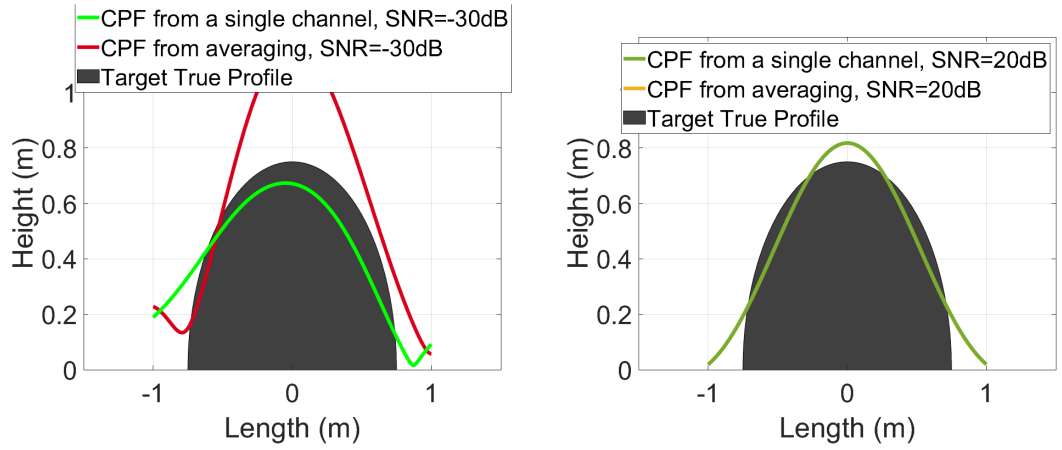 CPF from a single channel, SNR=-30dB
CPF from averaging, SNR=-30dB
Target True Profile
1
0.8
0.6
0.4
0.2
0
Height (m)
-1 0 1
Length (m)
CPF from a single channel, SNR=20dB
CPF from averaging, SNR=20dB
Target True Profile
0.8
0.6
0.4
0.2
0
Height (m)
-1 0 1
Length (m)